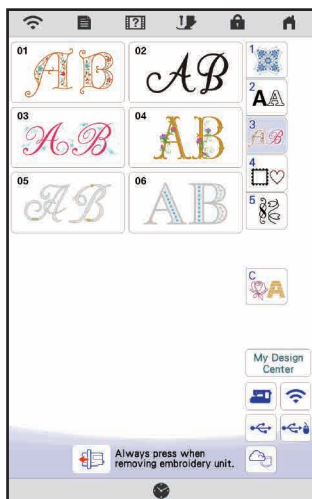 01
AB
02
AB
03
AB
04
AB
05
AB
06
AB
1
2
AA
3
AB
4
5
C
A
My Design
Center
Always press when
removing embroidery unit.